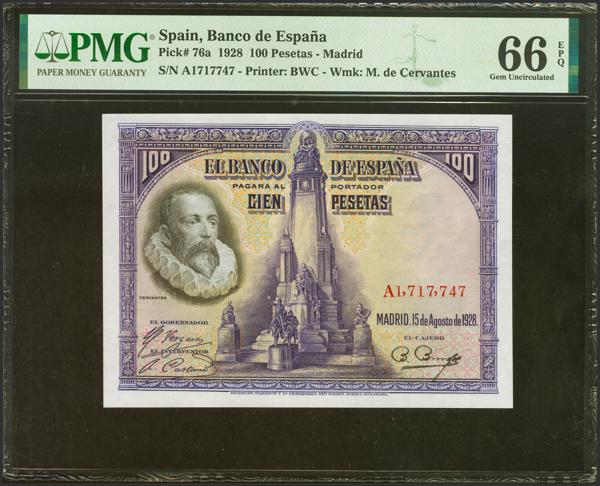 PMG
PAPER MONEY GUARANTY
Spain, Banco de España
Pick# 76a 1928 100 Pesetas - Madrid
S/N A1717747 - Printer: BWC - Wmk: M. de Cervantes
66 EPQ
Gem Uncirculated
100 100
EL BANCO DE ESPAÑA
PAGARÁ AL PORTADOR
CIEN PESETAS
A1,717,747
CERVANTES
MADRID, 15 de Agosto de 1928.
EL GOBERNADOR
EL CAJERO
EL INTERVENTOR